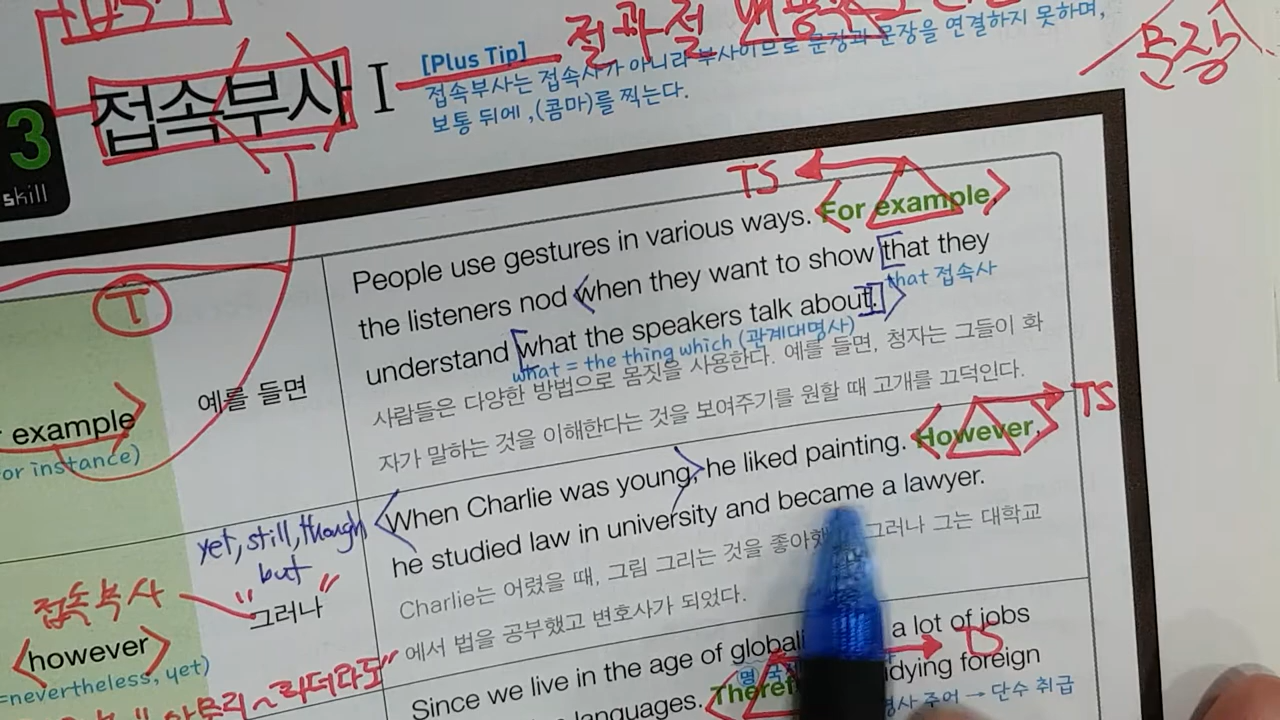 절과 절
문장
접속부사 I
[Plus Tip]
접속부사는 접속사가 아니라 부사이므로 문장과 문장을 연결하지 못하며,
보통 뒤에 ,(콤마)를 찍는다.
3
skill
TS
People use gestures in various ways. For example,
the listeners nod when they want to show that they
that 접속사
understand what the speakers talk about.
what = the thing which (관계대명사)
사람들은 다양한 방법으로 몸짓을 사용한다. 예를 들면, 청자는 그들이 화
자가 말하는 것을 이해한다는 것을 보여주기를 원할 때 고개를 끄덕인다.
T
예를 들면
example
or instance)
TS
When Charlie was young, he liked painting. However,
he studied law in university and became a lawyer.
Charlie는 어렸을 때, 그림 그리는 것을 좋아했 그러나 그는 대학교
에서 법을 공부했고 변호사가 되었다.
yet, still, though
but
"그러나"
접속부사
however
=nevertheless, yet)
Since we live in the age of globali a lot of jobs
TS
languages. Theref dying foreign
명사 주어 → 단수 취급